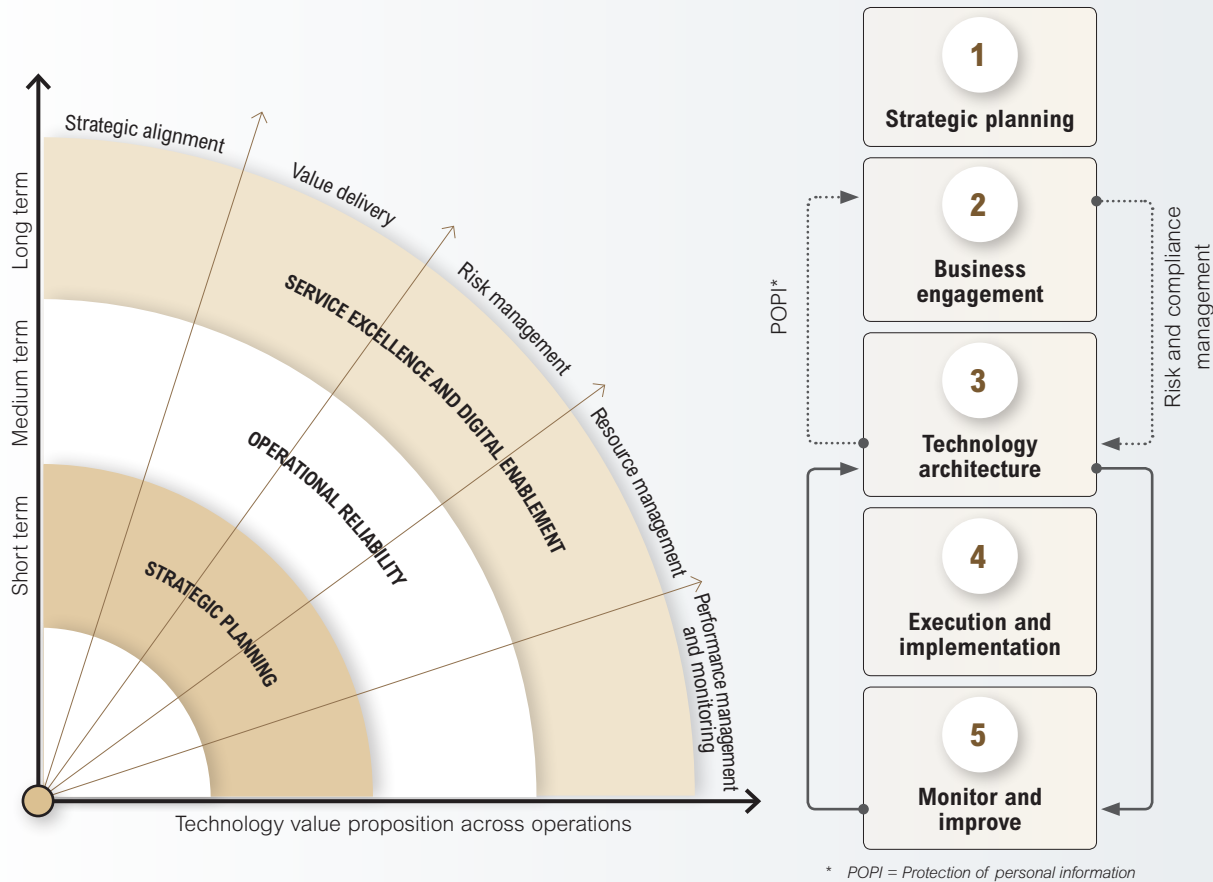 Long term
Medium term
Short term
Strategic alignment
Value delivery
Risk management
Resource management
Performance management
and monitoring
SERVICE EXCELLENCE AND DIGITAL ENABLEMENT
OPERATIONAL RELIABILITY
STRATEGIC PLANNING
Technology value proposition across operations
1
Strategic planning
2
Business
engagement
3
Technology
architecture
4
Execution and
implementation
5
Monitor and
improve
POPI*
Risk and compliance
management
* POPI = Protection of personal information